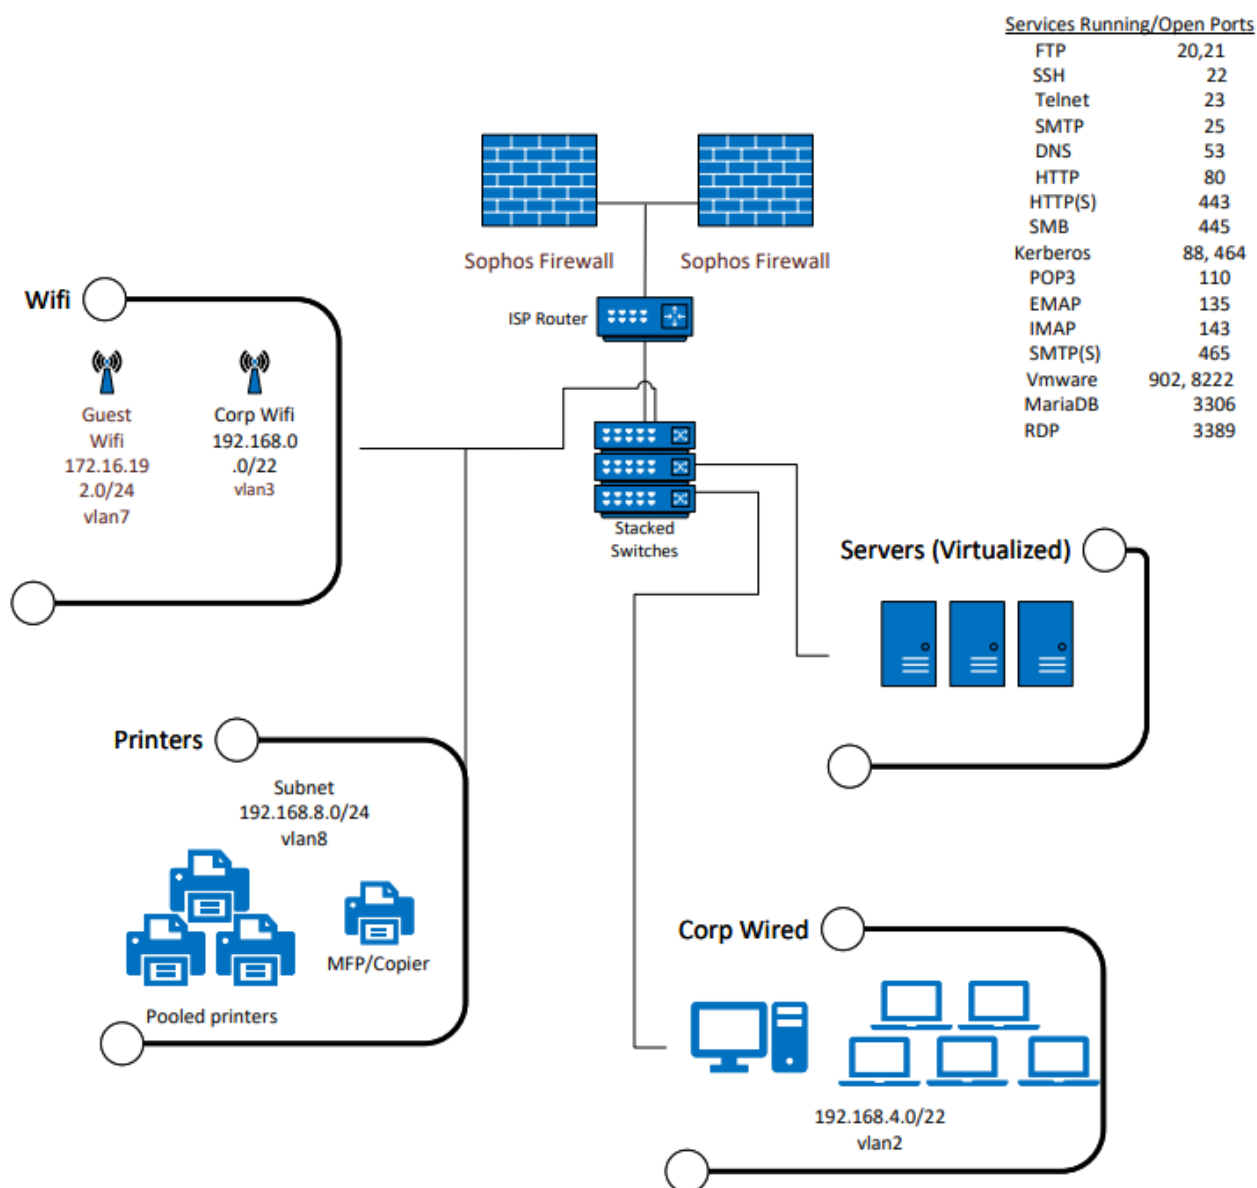 Services Running/Open Ports
FTP 20,21
SSH 22
Telnet 23
SMTP 25
DNS 53
HTTP 80
HTTP(S) 443
SMB 445
Kerberos 88, 464
POP3 110
EMAP 135
IMAP 143
SMTP(S) 465
Vmware 902, 8222
MariaDB 3306
RDP 3389
Sophos Firewall
Sophos Firewall
ISP Router
Stacked
Switches
Wifi
Guest
Wifi
172.16.19
2.0/24
vlan7
Corp Wifi
192.168.0
.0/22
vlan3
Servers (Virtualized)
Printers
Subnet
192.168.8.0/24
vlan8
MFP/Copier
Pooled printers
Corp Wired
192.168.4.0/22
vlan2